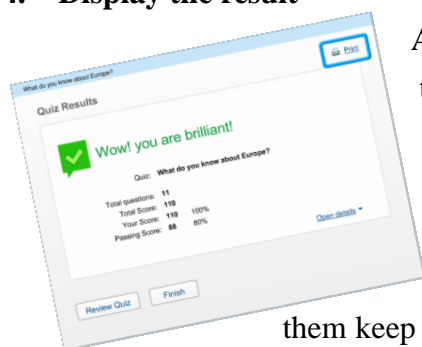 4. Display the result
What do you know about Europe?
Print
Quiz Results
Wow! you are brilliant!
Quiz: What do you know about Europe?
Total questions: 11
Total Score: 110
Your Score: 110 100%
Passing Score: 88 80%
Open details
Review Quiz Finish
them keep